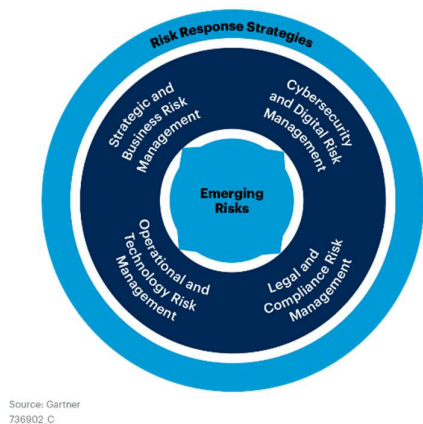 Risk Response Strategies
Strategic and
Business Risk
Management
Cybersecurity
and Digital Risk
Management
Emerging
Risks
Operational and
Technology Risk
Management
Legal and
Compliance Risk
Management
Source: Gartner
736902_C